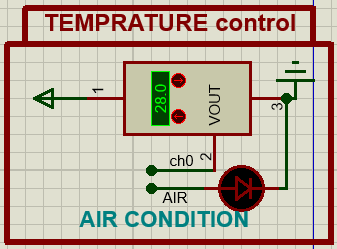 TEMPRATURE control
1
28.0
VOUT
3
2
ch0
AIR
AIR CONDITION